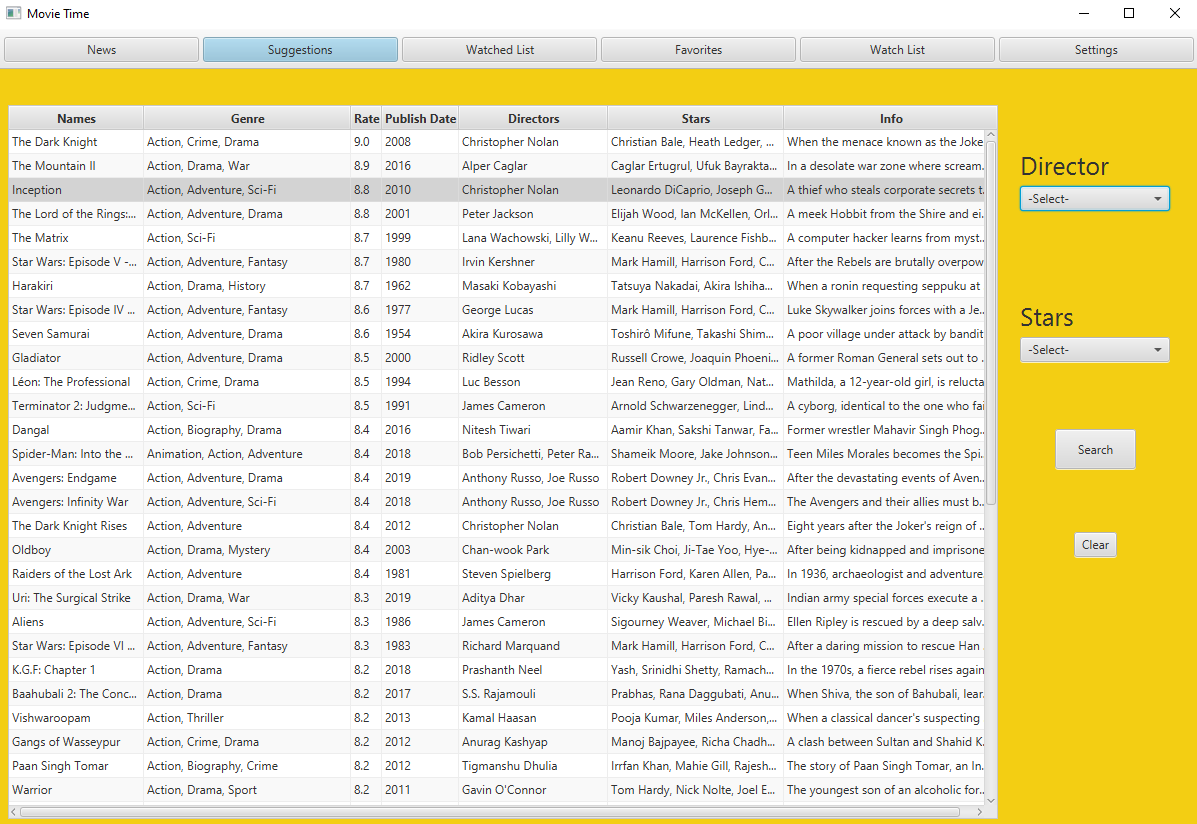 Movie Time
News Suggestions Watched List Favorites Watch List Settings
Names Genre Rate Publish Date Directors Stars Info
The Dark Knight Action, Crime, Drama 9.0 2008 Christopher Nolan Christian Bale, Heath Ledger, ... When the menace known as the Joke
The Mountain II Action, Drama, War 8.9 2016 Alper Caglar Caglar Ertugrul, Ufuk Bayrakta... In a desolate war zone where scream.
Inception Action, Adventure, Sci-Fi 8.8 2010 Christopher Nolan Leonardo DiCaprio, Joseph G... A thief who steals corporate secrets t.
The Lord of the Rings:... Action, Adventure, Drama 8.8 2001 Peter Jackson Elijah Wood, Ian McKellen, Orl... A meek Hobbit from the Shire and ei.
The Matrix Action, Sci-Fi 8.7 1999 Lana Wachowski, Lilly W... Keanu Reeves, Laurence Fishb... A computer hacker learns from myst..
Star Wars: Episode V -... Action, Adventure, Fantasy 8.7 1980 Irvin Kershner Mark Hamill, Harrison Ford, C... After the Rebels are brutally overpow
Harakiri Action, Drama, History 8.7 1962 Masaki Kobayashi Tatsuya Nakadai, Akira Ishiha... When a ronin requesting seppuku at
Star Wars: Episode IV ... Action, Adventure, Fantasy 8.6 1977 George Lucas Mark Hamill, Harrison Ford, C... Luke Skywalker joins forces with a Je..
Seven Samurai Action, Adventure, Drama 8.6 1954 Akira Kurosawa Toshirô Mifune, Takashi Shim... A poor village under attack by bandit
Gladiator Action, Adventure, Drama 8.5 2000 Ridley Scott Russell Crowe, Joaquin Phoeni... A former Roman General sets out to .
Léon: The Professional Action, Crime, Drama 8.5 1994 Luc Besson Jean Reno, Gary Oldman, Nat... Mathilda, a 12-year-old girl, is relucta
Terminator 2: Judgme... Action, Sci-Fi 8.5 1991 James Cameron Arnold Schwarzenegger, Lind... A cyborg, identical to the one who fai
Dangal Action, Biography, Drama 8.4 2016 Nitesh Tiwari Aamir Khan, Sakshi Tanwar, Fa... Former wrestler Mahavir Singh Phog..
Spider-Man: Into the ... Animation, Action, Adventure 8.4 2018 Bob Persichetti, Peter Ra... Shameik Moore, Jake Johnson... Teen Miles Morales becomes the Spi..
Avengers: Endgame Action, Adventure, Drama 8.4 2019 Anthony Russo, Joe Russo Robert Downey Jr., Chris Evan... After the devastating events of Aven..
Avengers: Infinity War Action, Adventure, Sci-Fi 8.4 2018 Anthony Russo, Joe Russo Robert Downey Jr., Chris Hem... The Avengers and their allies must b..
The Dark Knight Rises Action, Adventure 8.4 2012 Christopher Nolan Christian Bale, Tom Hardy, An... Eight years after the Joker's reign of ..
Oldboy Action, Drama, Mystery 8.4 2003 Chan-wook Park Min-sik Choi, Ji-Tae Yoo, Hye-... After being kidnapped and imprisone
Raiders of the Lost Ark Action, Adventure 8.4 1981 Steven Spielberg Harrison Ford, Karen Allen, Pa... In 1936, archaeologist and adventure
Uri: The Surgical Strike Action, Drama, War 8.3 2019 Aditya Dhar Vicky Kaushal, Paresh Rawal, ... Indian army special forces execute a .
Aliens Action, Adventure, Sci-Fi 8.3 1986 James Cameron Sigourney Weaver, Michael Bi... Ellen Ripley is rescued by a deep salv.
Star Wars: Episode VI ... Action, Adventure, Fantasy 8.3 1983 Richard Marquand Mark Hamill, Harrison Ford, C... After a daring mission to rescue Han
K.G.F: Chapter 1 Action, Drama 8.2 2018 Prashanth Neel Yash, Srinidhi Shetty, Ramach... In the 1970s, a fierce rebel rises again
Baahubali 2: The Conc... Action, Drama 8.2 2017 S.S. Rajamouli Prabhas, Rana Daggubati, Anu... When Shiva, the son of Bahubali, lear.
Vishwaroopam Action, Thriller 8.2 2013 Kamal Haasan Pooja Kumar, Miles Anderson,... When a classical dancer's suspecting
Gangs of Wasseypur Action, Crime, Drama 8.2 2012 Anurag Kashyap Manoj Bajpayee, Richa Chadh... A clash between Sultan and Shahid K.
Paan Singh Tomar Action, Biography, Crime 8.2 2012 Tigmanshu Dhulia Irrfan Khan, Mahie Gill, Rajesh... The story of Paan Singh Tomar, an In.
Warrior Action, Drama, Sport 8.2 2011 Gavin O'Connor Tom Hardy, Nick Nolte, Joel E... The youngest son of an alcoholic for..
Director
-Select-
Stars
-Select-
Search
Clear